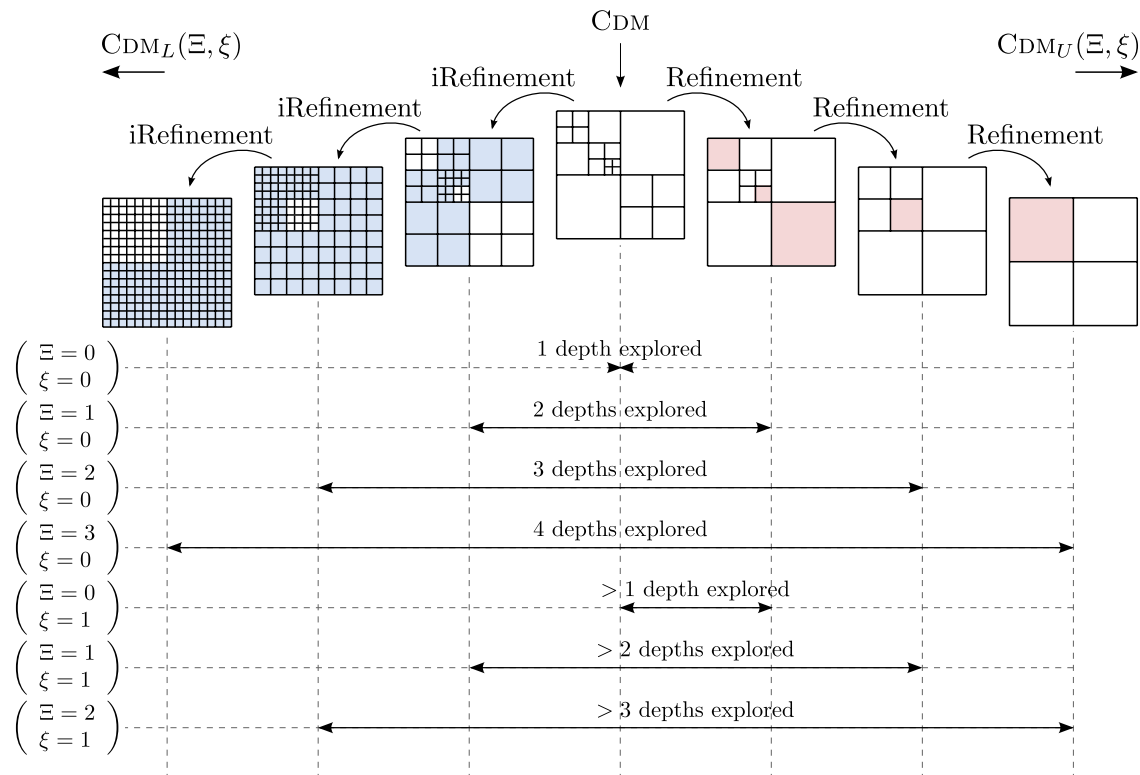 CDM
CDM_L(Ξ, ξ)
CDM_U(Ξ, ξ)
iRefinement
Refinement
iRefinement
Refinement
iRefinement
Refinement
Ξ = 0
ξ = 0
1 depth explored
Ξ = 1
ξ = 0
2 depths explored
Ξ = 2
ξ = 0
3 depths explored
Ξ = 3
ξ = 0
4 depths explored
Ξ = 0
ξ = 1
> 1 depth explored
Ξ = 1
ξ = 1
> 2 depths explored
Ξ = 2
ξ = 1
> 3 depths explored